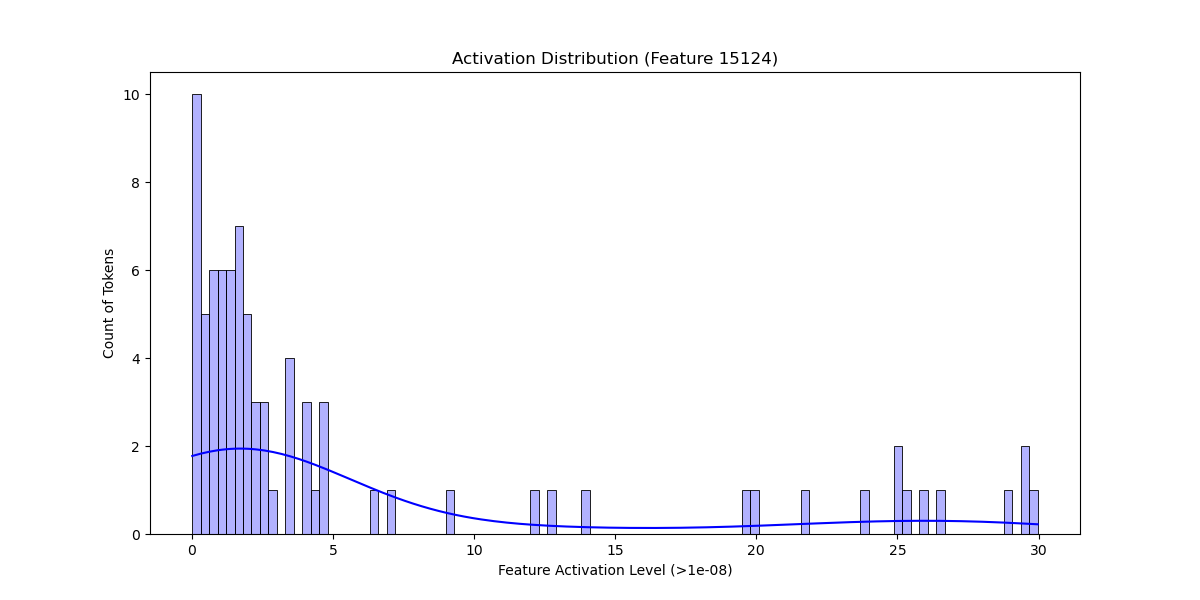 Activation Distribution (Feature 15124)
Count of Tokens
10
8
6
4
2
0
0 5 10 15 20 25 30
Feature Activation Level (>1e-08)